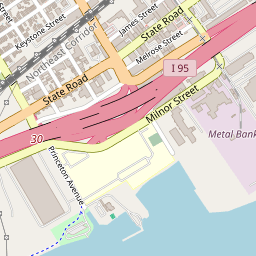 Keystone Street
James Street
State Road
Northeast Corridor
Melrose Street
I 95
State Road
Milnor Street
30
Metal Bank
Princeton Avenue